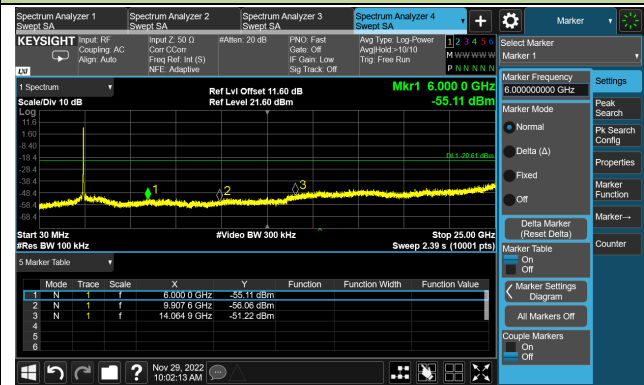 Spectrum Analyzer 1
Swept SA
Spectrum Analyzer 2
Swept SA
Spectrum Analyzer 3
Swept SA
Spectrum Analyzer 4
Swept SA
+
Marker
KEYSIGHT
LXI
Input: RF
Coupling: AC
Align: Auto
Input Z: 50 Ω
Corr CCorr
Freq Ref: Int (S)
NFE: Adaptive
#Atten: 20 dB
PNO: Fast
Gate: Off
IF Gain: Low
Sig Track: Off
Avg Type: Log-Power
Avg|Hold:>10/10
Trig: Free Run
1 2 3 4 5 6
M W W W W W
P N N N N N
Select Marker
Marker 1
1 Spectrum
Scale/Div 10 dB
Ref Lvl Offset 11.60 dB
Ref Level 21.60 dBm
Mkr1 6.000 0 GHz
-55.11 dBm
Log
11.6
1.60
-8.40
-18.4
-28.4
-38.4
-48.4
-58.4
-68.4
DL1 -20.61 dBm
1
2
3
Start 30 MHz
#Video BW 300 kHz
Stop 25.00 GHz
#Res BW 100 kHz
Sweep 2.39 s (10001 pts)
5 Marker Table
Mode Trace Scale X Y Function Function Width Function Value
1 N 1 f 6.000 0 GHz -55.11 dBm
2 N 1 f 9.907 6 GHz -56.06 dBm
3 N 1 f 14.064 9 GHz -51.22 dBm
4
5
6
Marker Frequency
6.000000000 GHz
Marker Mode
Normal
Delta (Δ)
Fixed
Off
Delta Marker
(Reset Delta)
Marker Table
On
Off
Marker Settings
Diagram
All Markers Off
Couple Markers
On
Off
Settings
Peak
Search
Pk Search
Config
Properties
Marker
Function
Marker→
Counter
?
Nov 29, 2022
10:02:13 AM